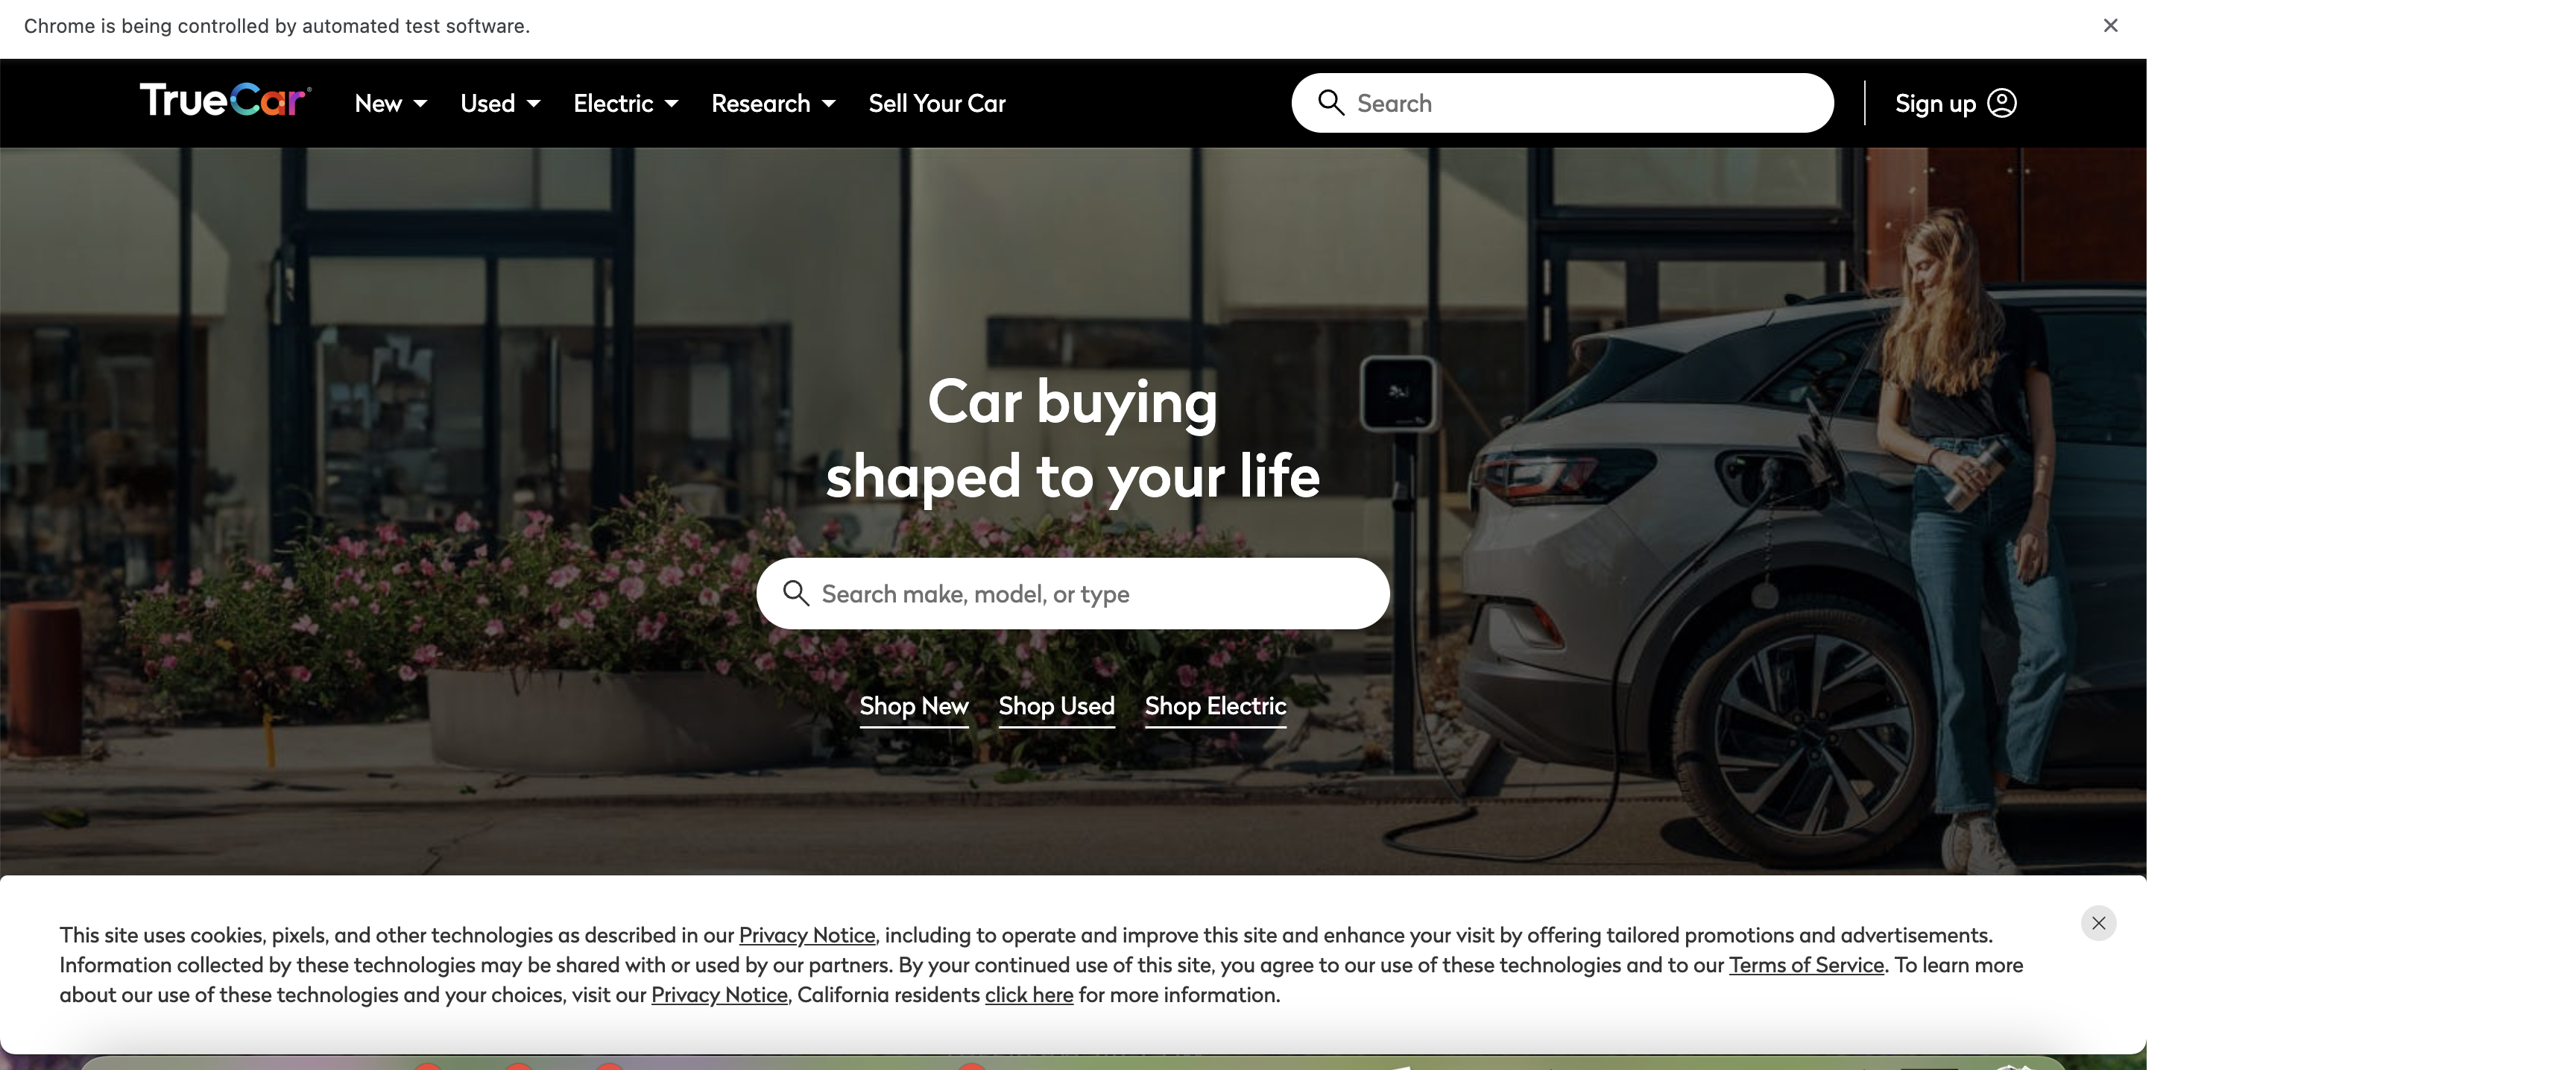 Chrome is being controlled by automated test software.
TrueCar
New
Used
Electric
Research
Sell Your Car
Search
Sign up
Car buying
shaped to your life
Search make, model, or type
Shop New
Shop Used
Shop Electric
This site uses cookies, pixels, and other technologies as described in our Privacy Notice, including to operate and improve this site and enhance your visit by offering tailored promotions and advertisements.
Information collected by these technologies may be shared with or used by our partners. By your continued use of this site, you agree to our use of these technologies and to our Terms of Service. To learn more
about our use of these technologies and your choices, visit our Privacy Notice, California residents click here for more information.